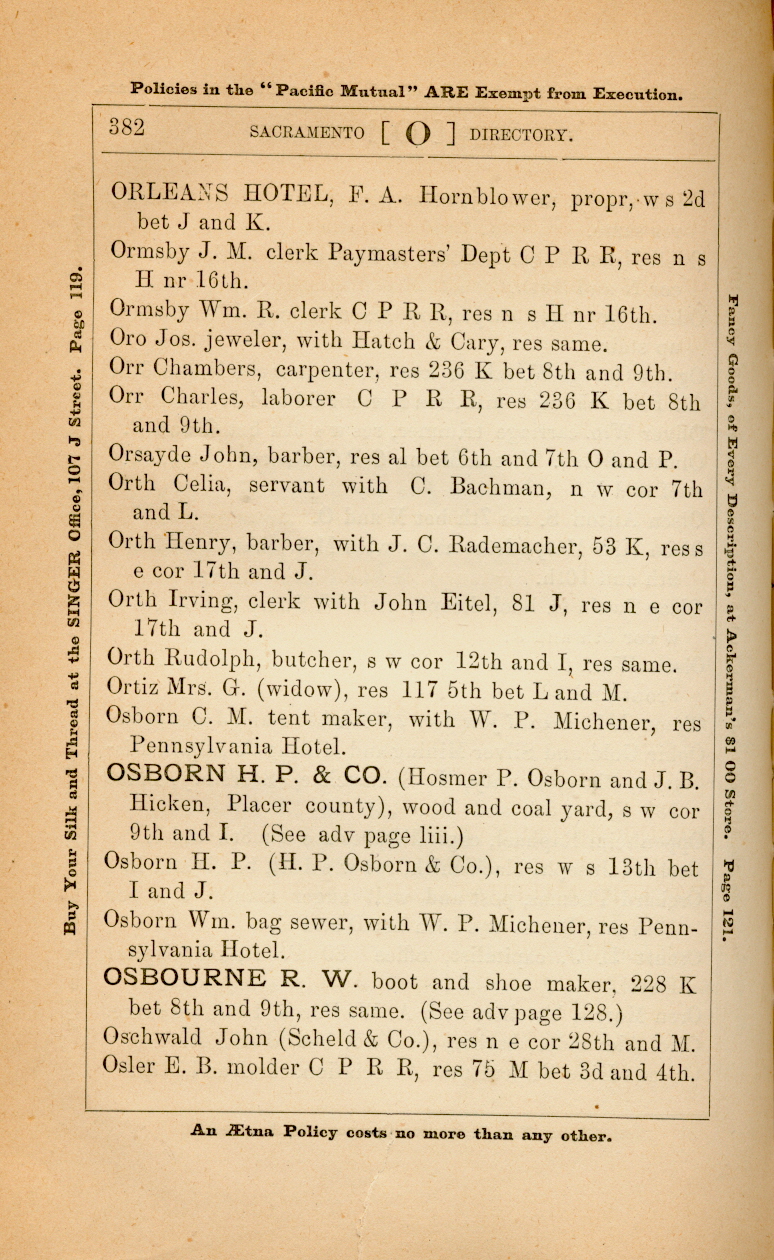 Policies in the “Pacific Mutual” ARE Exempt from Execution.
382 SACRAMENTO [ O ] DIRECTORY.
ORLEANS HOTEL, F. A. Hornblower, propr, w s 2d
bet J and K.
Ormsby J. M. clerk Paymasters’ Dept C P R R, res n s
H nr 16th.
Ormsby Wm. R. clerk C P R R, res n s H nr 16th.
Oro Jos. jeweler, with Hatch & Cary, res same.
Orr Chambers, carpenter, res 236 K bet 8th and 9th.
Orr Charles, laborer C P R R, res 236 K bet 8th
and 9th.
Orsayde John, barber, res al bet 6th and 7th O and P.
Orth Celia, servant with C. Bachman, n w cor 7th
and L.
Orth Henry, barber, with J. C. Rademacher, 53 K, res s
e cor 17th and J.
Orth Irving, clerk with John Eitel, 81 J, res n e cor
17th and J.
Orth Rudolph, butcher, s w cor 12th and I, res same.
Ortiz Mrs. G. (widow), res 117 5th bet L and M.
Osborn C. M. tent maker, with W. P. Michener, res
Pennsylvania Hotel.
OSBORN H. P. & CO. (Hosmer P. Osborn and J. B.
Hicken, Placer county), wood and coal yard, s w cor
9th and I. (See adv page liii.)
Osborn H. P. (H. P. Osborn & Co.), res w s 13th bet
I and J.
Osborn Wm. bag sewer, with W. P. Michener, res Penn-
sylvania Hotel.
OSBOURNE R. W. boot and shoe maker, 228 K
bet 8th and 9th, res same. (See adv page 128.)
Oschwald John (Scheld & Co.), res n e cor 28th and M.
Osler E. B. molder C P R R, res 75 M bet 3d and 4th.
An Ætna Policy costs no more than any other.
Buy Your Silk and Thread at the SINGER Office, 107 J Street. Page 119.
Fancy Goods, of Every Description, at Ackerman’s $1 00 Store. Page 121.